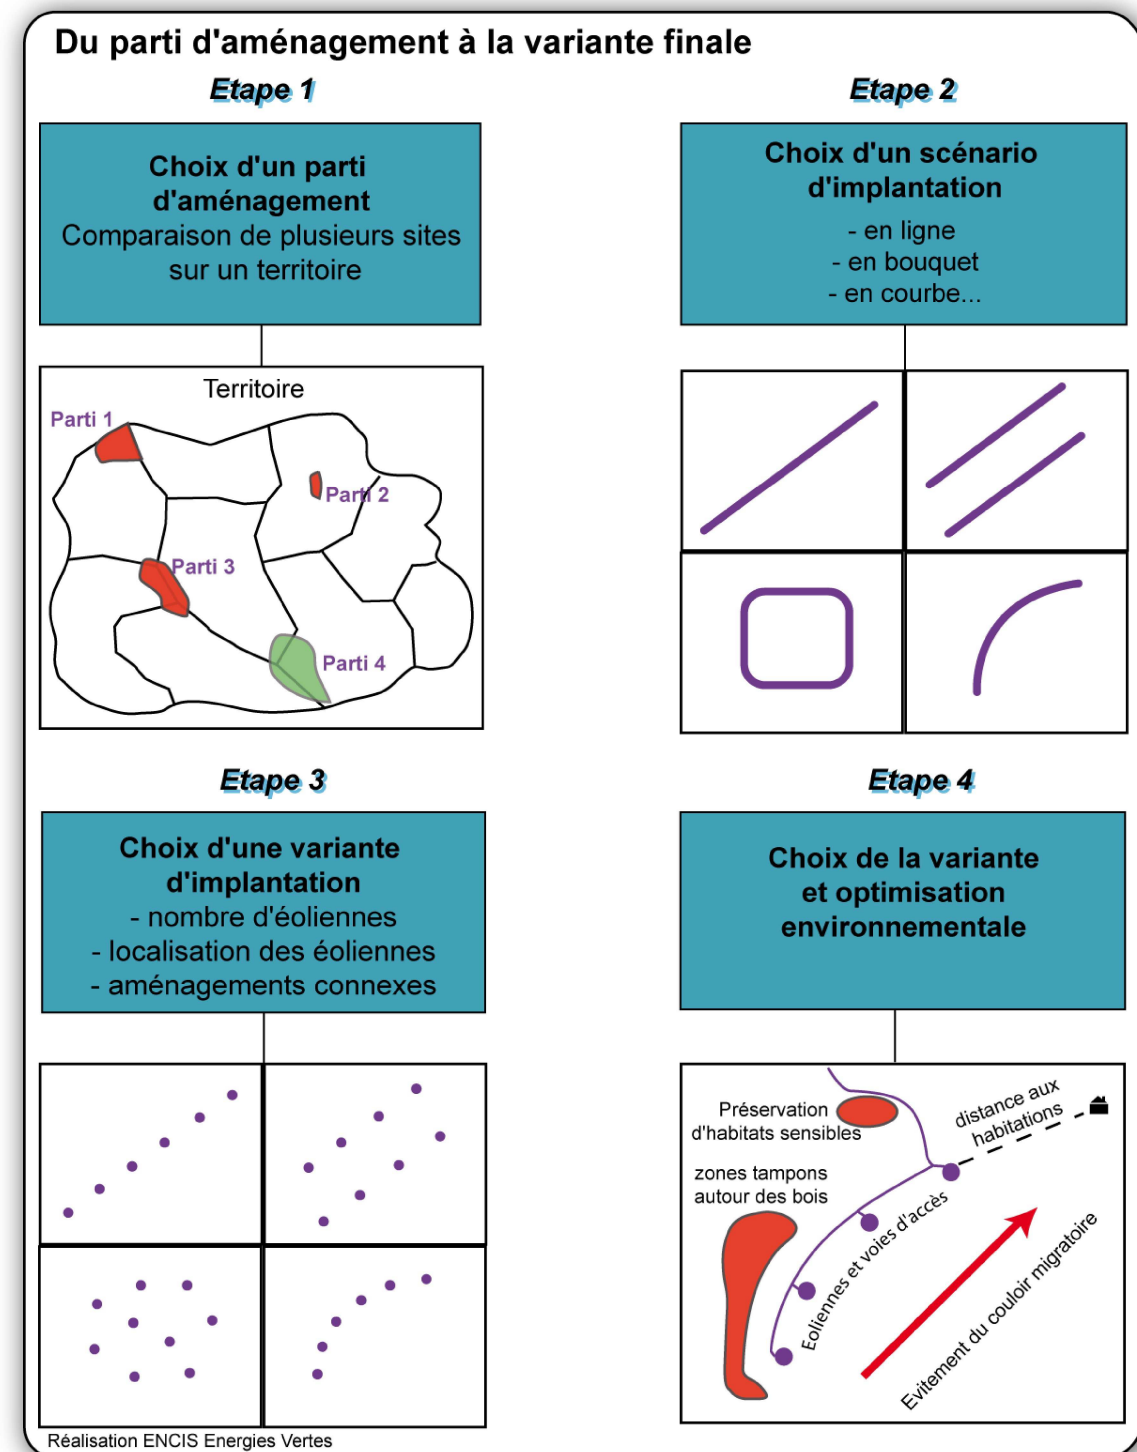 Du parti d'aménagement à la variante finale
Etape 1
Choix d'un parti
d'aménagement
Comparaison de plusieurs sites
sur un territoire
Territoire
Parti 1
Parti 2
Parti 3
Parti 4
Etape 2
Choix d'un scénario
d'implantation
- en ligne
- en bouquet
- en courbe...
Etape 3
Choix d'une variante
d'implantation
- nombre d'éoliennes
- localisation des éoliennes
- aménagements connexes
Etape 4
Choix de la variante
et optimisation
environnementale
Préservation
d'habitats sensibles
distance aux
habitations
zones tampons
autour des bois
Eoliennes et voies d'accès
Evitement du couloir migratoire
Réalisation ENCIS Energies Vertes